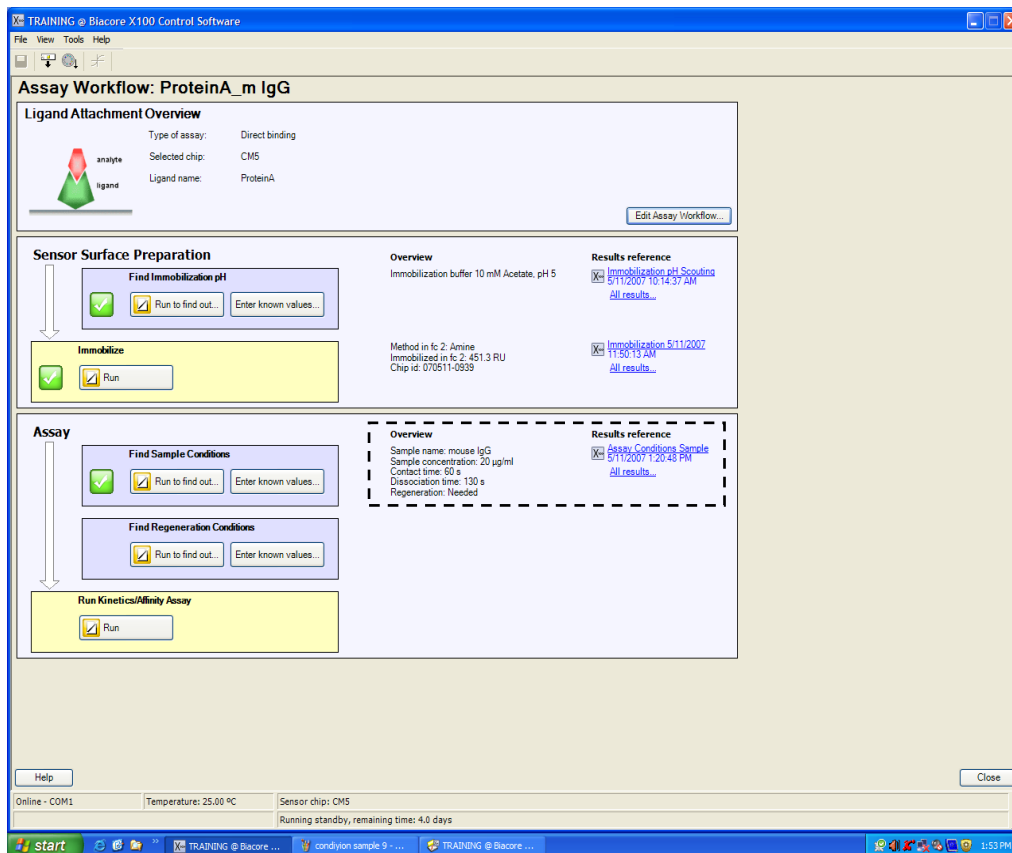 TRAINING @ Biacore X100 Control Software
File View Tools Help
Assay Workflow: ProteinA_m IgG
Ligand Attachment Overview
Type of assay: Direct binding
Selected chip: CM5
Ligand name: ProteinA
analyte
ligand
Edit Assay Workflow...
Sensor Surface Preparation
Overview
Results reference
Find Immobilization pH
Run to find out...
Enter known values...
Immobilization buffer 10 mM Acetate, pH 5
Immobilization pH Scouting
5/11/2007 10:14:37 AM
All results...
Immobilize
Run
Method in fc 2: Amine
Immobilized in fc 2: 451.3 RU
Chip id: 070511-0939
Immobilization 5/11/2007
11:50:13 AM
All results...
Assay
Overview
Results reference
Find Sample Conditions
Run to find out...
Enter known values...
Sample name: mouse IgG
Sample concentration: 20 µg/ml
Contact time: 60 s
Dissociation time: 130 s
Regeneration: Needed
Assay Conditions Sample
5/11/2007 1:20:48 PM
All results...
Find Regeneration Conditions
Run to find out...
Enter known values...
Run Kinetics/Affinity Assay
Run
Help
Close
Online - COM1
Temperature: 25.00 ºC
Sensor chip: CM5
Running standby, remaining time: 4.0 days
start
TRAINING @ Biacore ...
condiyion sample 9 - ...
TRAINING @ Biacore ...
1:53 PM